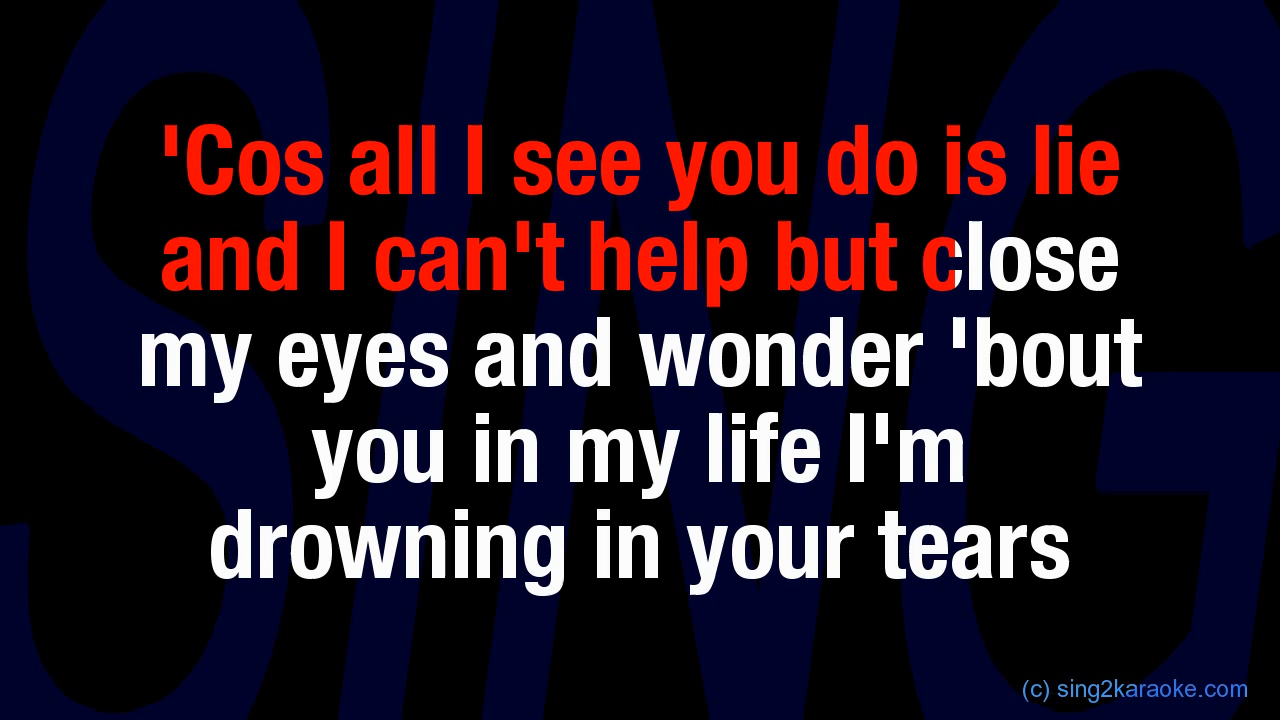 SING
'Cos all I see you do is lie
and I can't help but close
my eyes and wonder 'bout
you in my life I'm
drowning in your tears
(c) sing2karaoke.com